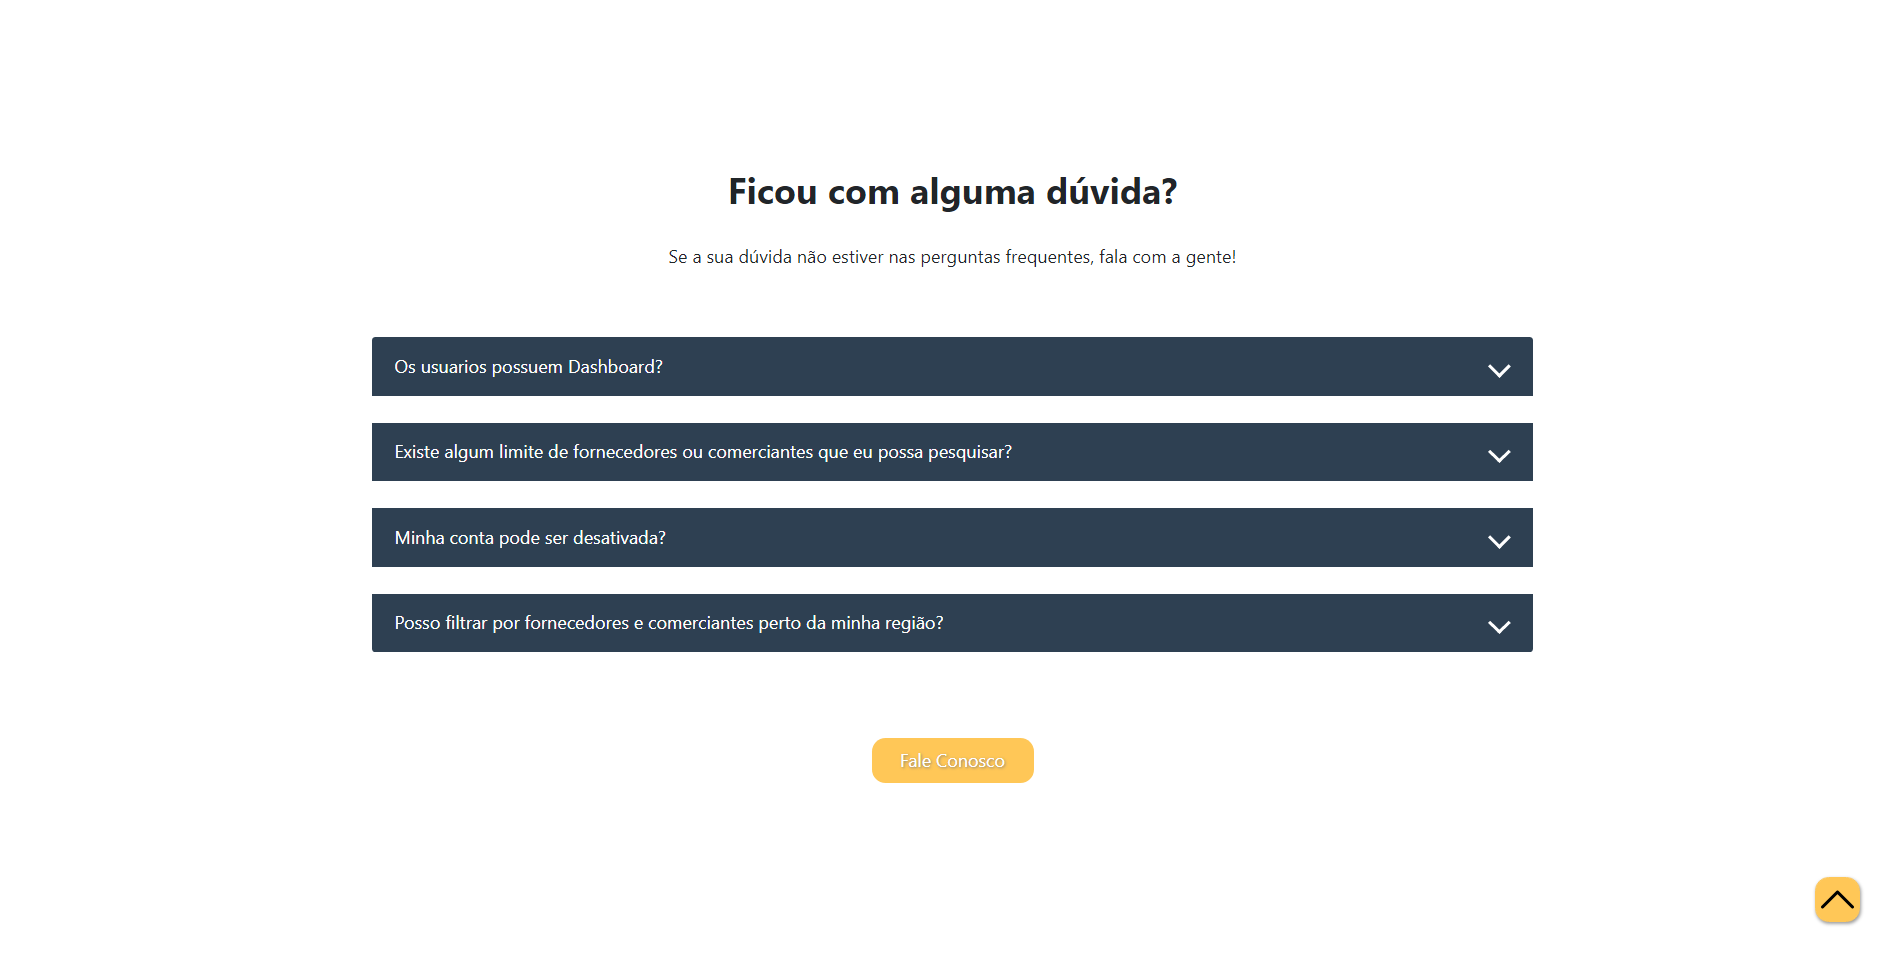 Ficou com alguma dúvida?
Se a sua dúvida não estiver nas perguntas frequentes, fala com a gente!
Os usuarios possuem Dashboard?
Existe algum limite de fornecedores ou comerciantes que eu possa pesquisar?
Minha conta pode ser desativada?
Posso filtrar por fornecedores e comerciantes perto da minha região?
Fale Conosco